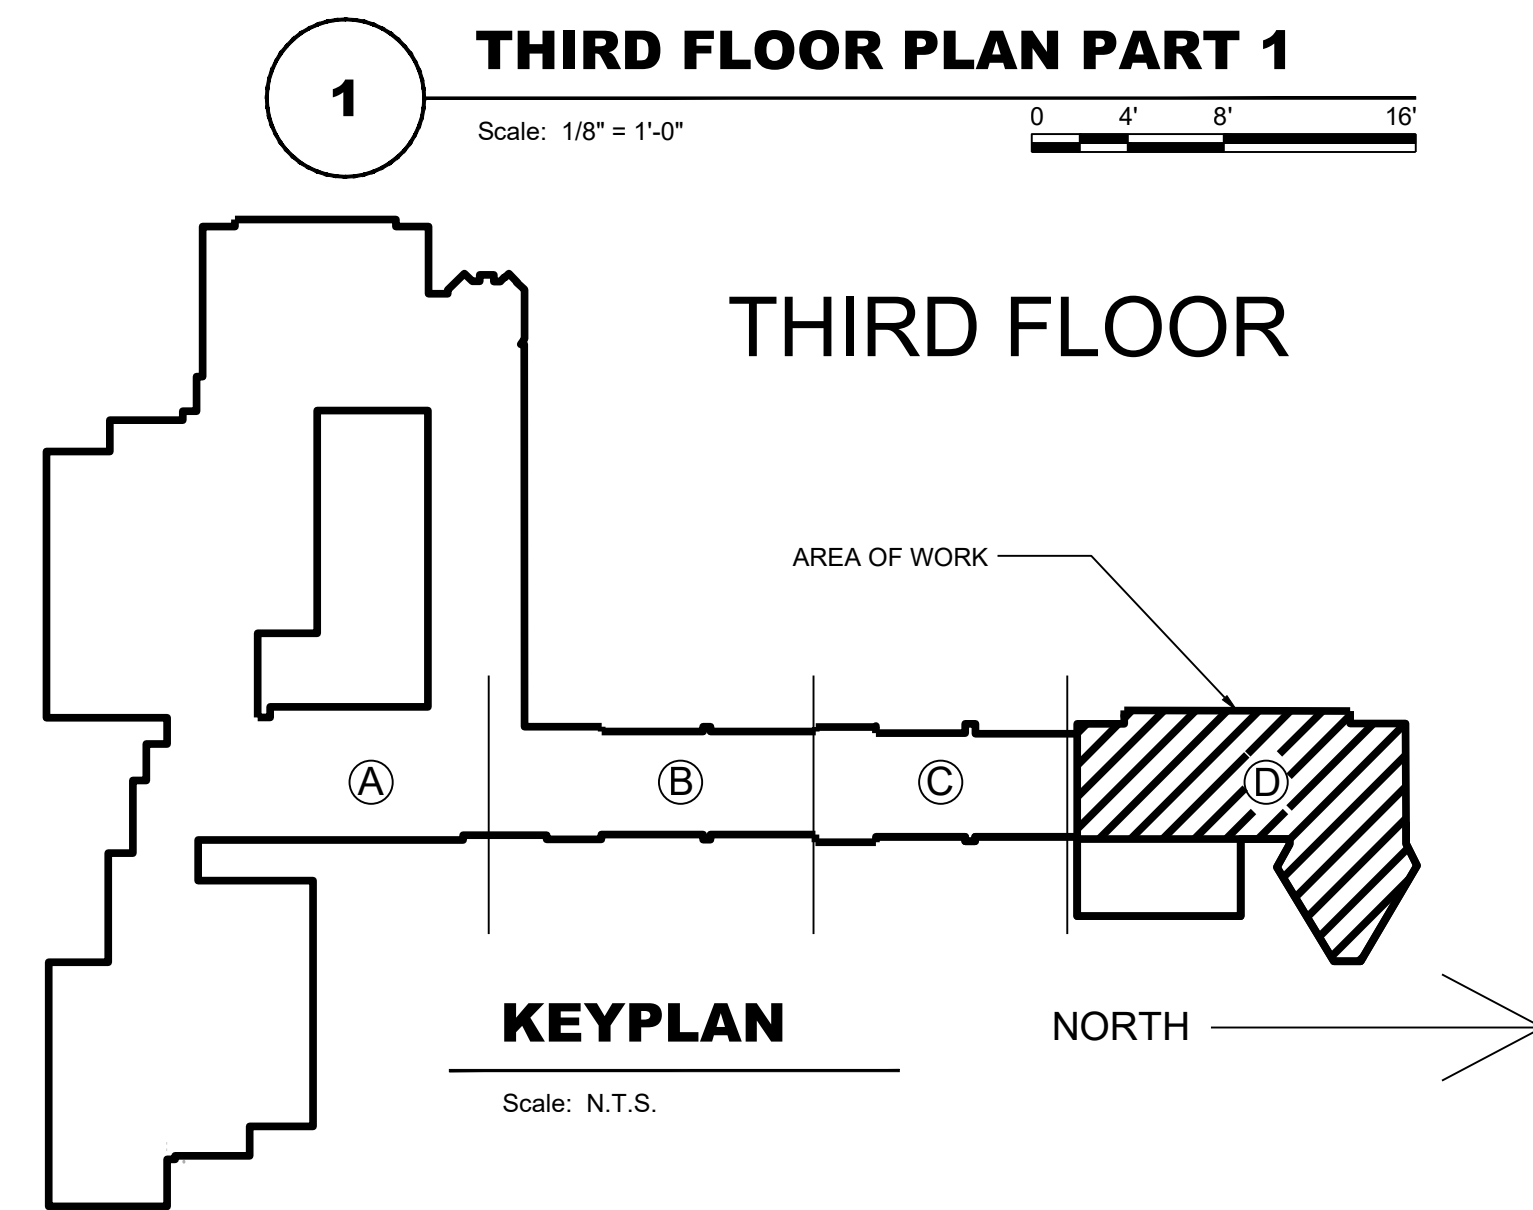 1
THIRD FLOOR PLAN PART 1
Scale: 1/8" = 1'-0"
0 4' 8' 16'
THIRD FLOOR
AREA OF WORK
A B C D
KEYPLAN
Scale: N.T.S.
NORTH